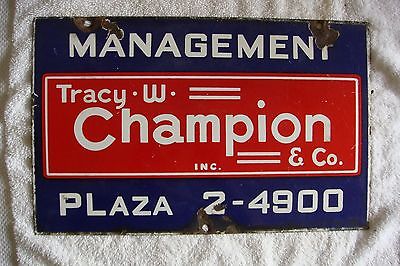 MANAGEMENT
Tracy · W ·
Champion
INC. & Co.
PLAZA 2-4900